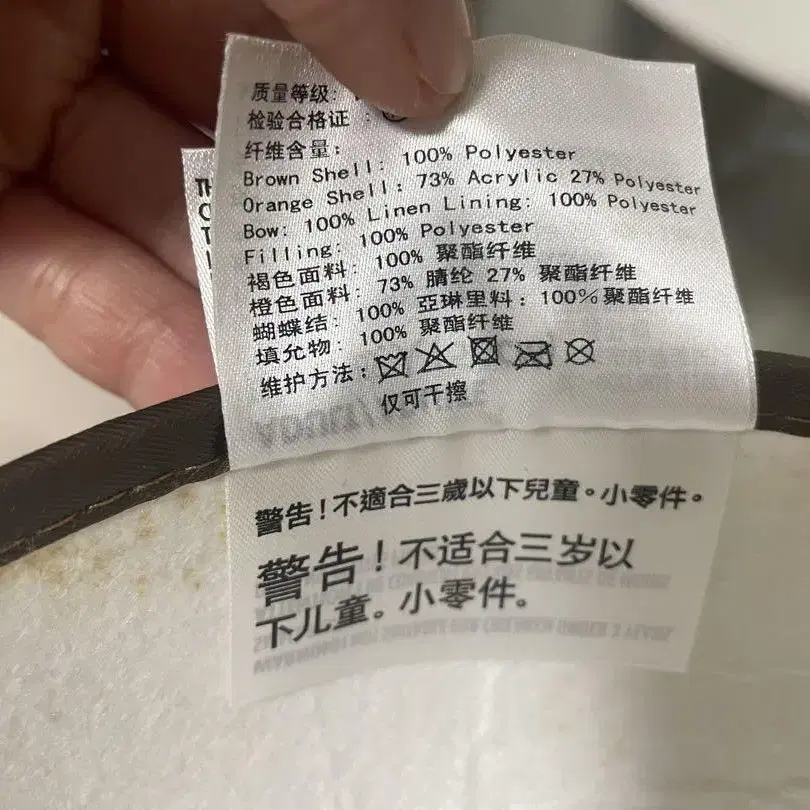 质量等级:
检验合格证 :
纤维含量:
Brown Shell: 100% Polyester
Orange Shell: 73% Acrylic 27% Polyester
Bow: 100% Linen Lining: 100% Polyester
Filling: 100% Polyester
褐色面料: 100% 聚酯纤维
橙色面料: 73% 腈纶 27% 聚酯纤维
蝴蝶结: 100% 亞琳里料: 100%聚酯纤维
填允物: 100% 聚酯纤维
维护方法:
仅可干擦
警告!不適合三歲以下兒童。小零件。
警告!不适合三岁以
下儿童。小零件。